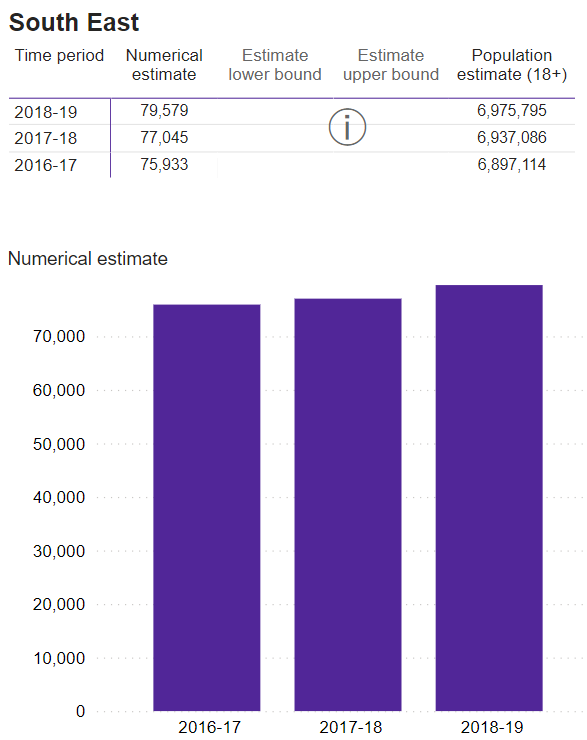 South East
Time period Numerical estimate Estimate lower bound Estimate upper bound Population estimate (18+)
2018-19 79,579 6,975,795
2017-18 77,045 6,937,086
2016-17 75,933 6,897,114
i
Numerical estimate
70,000
60,000
50,000
40,000
30,000
20,000
10,000
0
2016-17 2017-18 2018-19